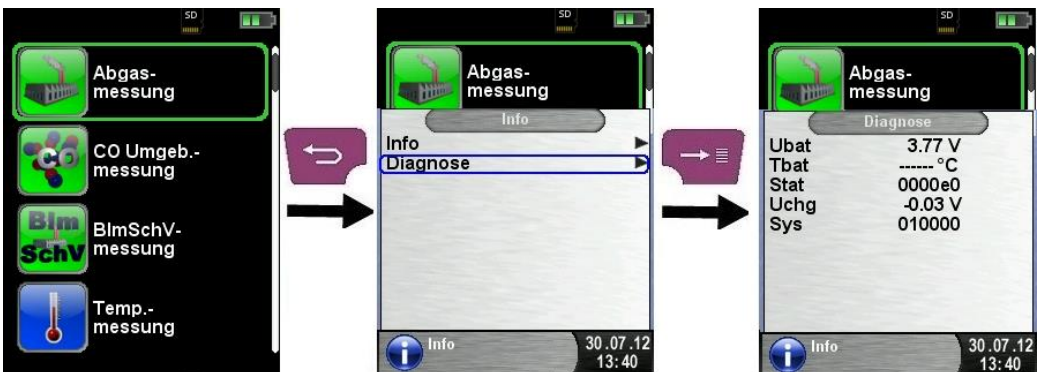 SD
Abgas-
messung
CO
CO Umgeb.-
messung
BIm
SchV
BImSchV-
messung
Temp.-
messung
SD
Abgas-
messung
Info
Info
Diagnose
Info
30.07.12
13:40
SD
Abgas-
messung
Diagnose
Ubat 3.77 V
Tbat ------ °C
Stat 0000e0
Uchg -0.03 V
Sys 010000
Info
30.07.12
13:40